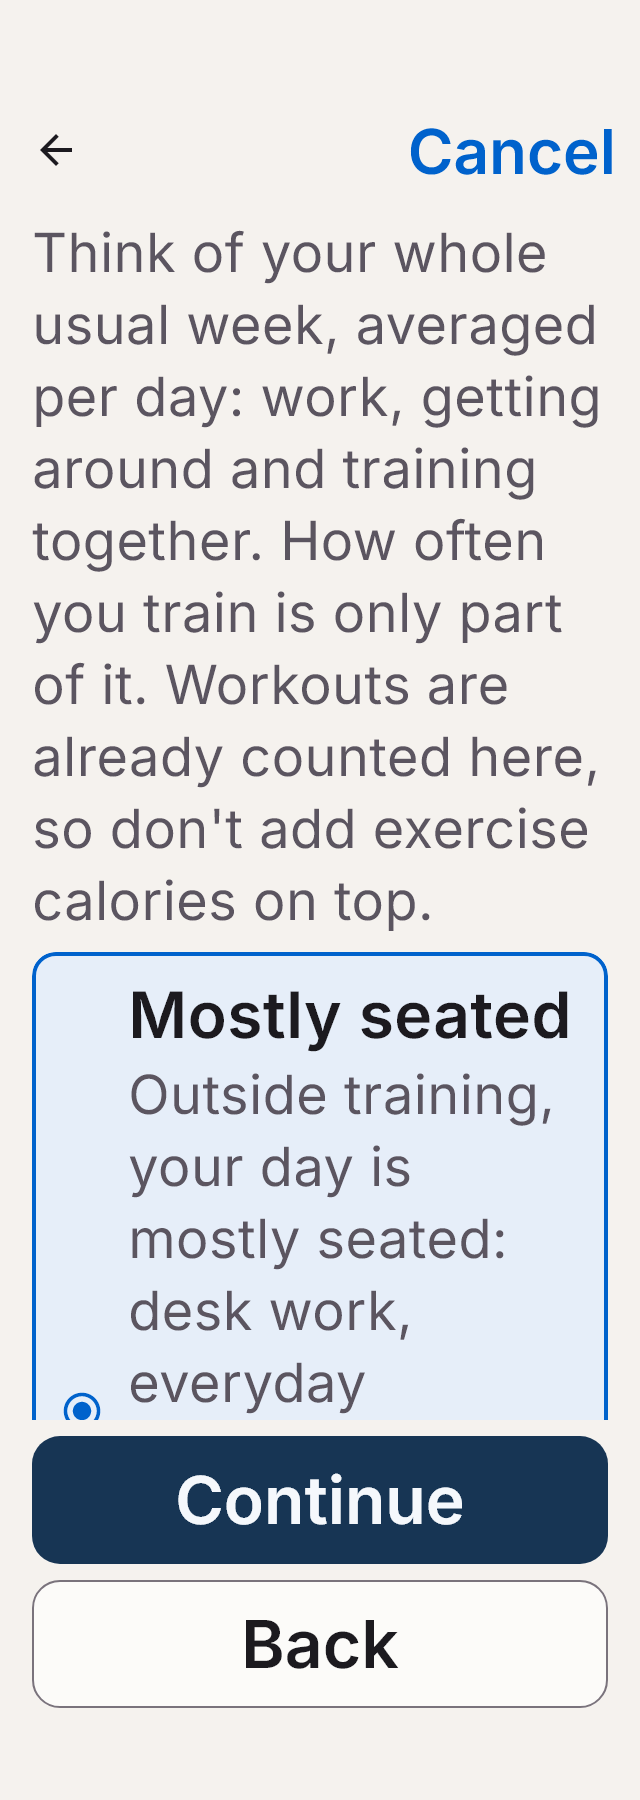 Cancel
Think of your whole
usual week, averaged
per day: work, getting
around and training
together. How often
you train is only part
of it. Workouts are
already counted here,
so don't add exercise
calories on top.
Mostly seated
Outside training,
your day is
mostly seated:
desk work,
everyday
Continue
Back